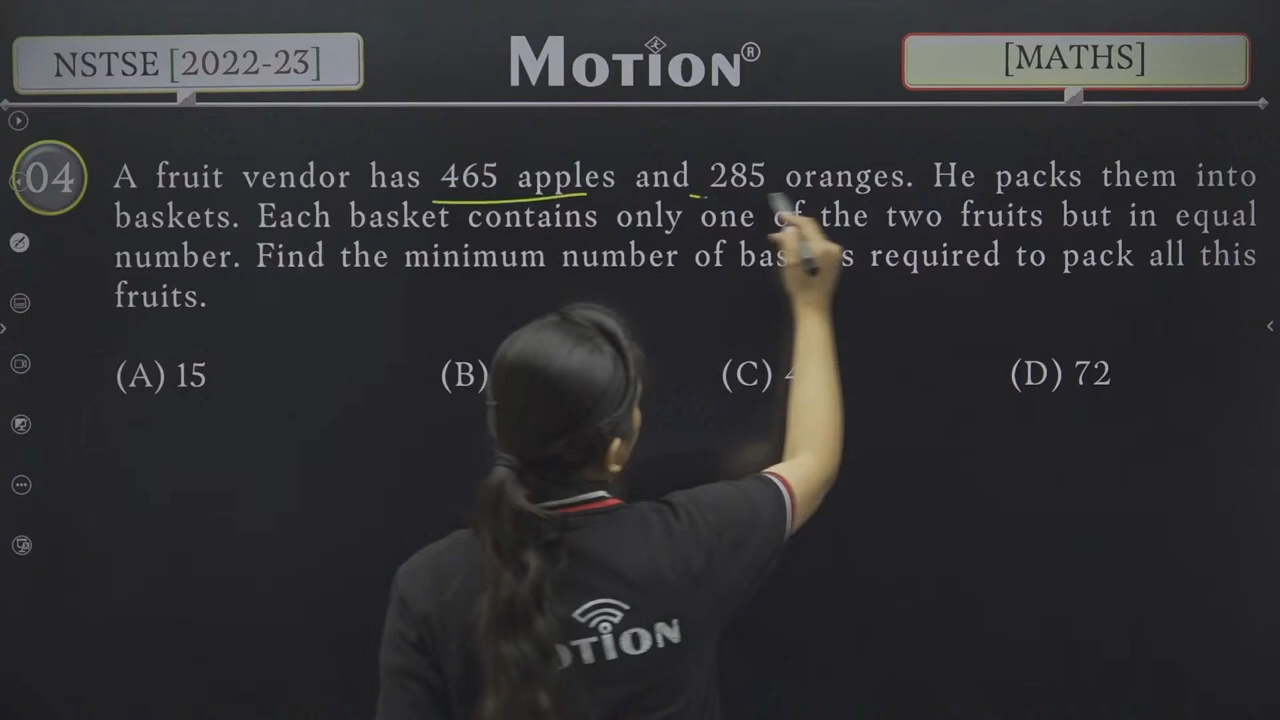 NSTSE [2022-23]
MOTION®
[MATHS]
04
A fruit vendor has 465 apples and 285 oranges. He packs them into
baskets. Each basket contains only one of the two fruits but in equal
number. Find the minimum number of required to pack all this
fruits.
(A) 15
(B)
(C)
(D) 72
MOTION